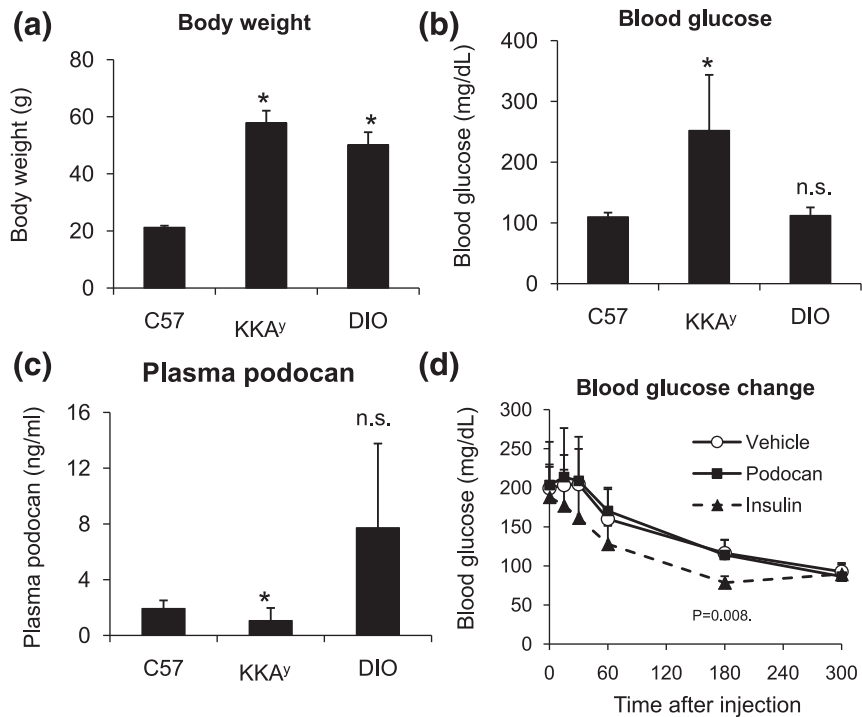 (a)
Body weight
Body weight (g)
80
60
40
20
0
*
*
C57
KKAʸ
DIO
(b)
Blood glucose
Blood glucose (mg/dL)
400
300
250
200
100
0
*
n.s.
C57
KKAʸ
DIO
(c)
Plasma podocan
Plasma podocan (ng/ml)
16
12
8
4
2
0
*
n.s.
C57
KKAʸ
DIO
(d)
Blood glucose change
Blood glucose (mg/dL)
300
250
200
150
100
50
0
Vehicle
Podocan
Insulin
P=0.008.
0
60
120
180
240
300
Time after injection